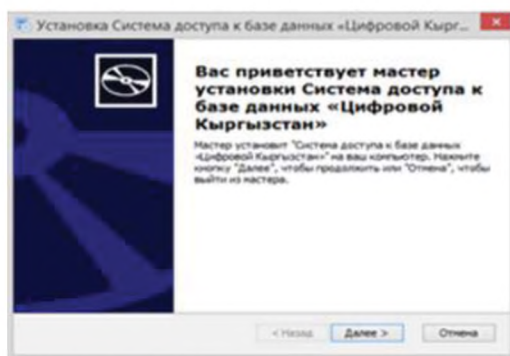 Установка Система доступа к базе данных «Цифровой Кырг...
Вас приветствует мастер
установки Система доступа к
базе данных «Цифровой
Кыргызстан»
Мастер установит "Система доступа к базе данных
«Цифровой Кыргызстан»" на ваш компьютер. Нажмите
кнопку "Далее", чтобы продолжить или "Отмена", чтобы
выйти из мастера.
< Назад Далее > Отмена